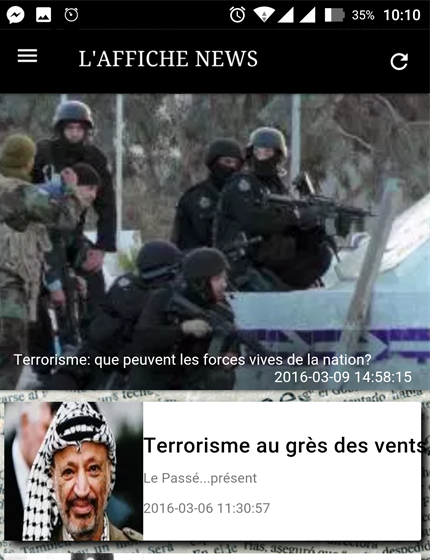 35% 10:10
L'AFFICHE NEWS
Terrorisme: que peuvent les forces vives de la nation?
2016-03-09 14:58:15
Terrorisme au grès des vents,
Le Passé...présent
2016-03-06 11:30:57